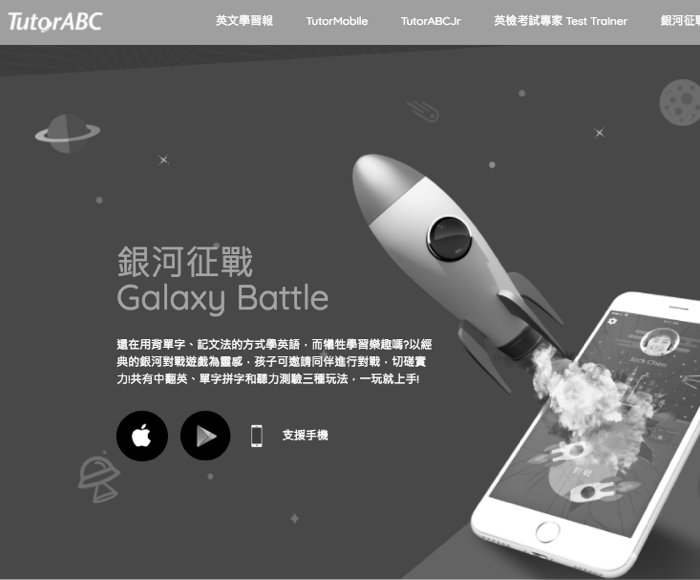 TutorABC
英文學習報
TutorMobile
TutorABCJr
英檢考試專家 Test Trainer
銀河征戰
銀河征戰
Galaxy Battle
還在用背單字、記文法的方式學英語，而犧牲學習樂趣嗎?以經
典的銀河對戰遊戲為靈感，孩子可邀請同伴進行對戰，切磋實
力!共有中翻英、單字拼字和聽力測驗三種玩法，一玩就上手!
支援手機
Jack Chen